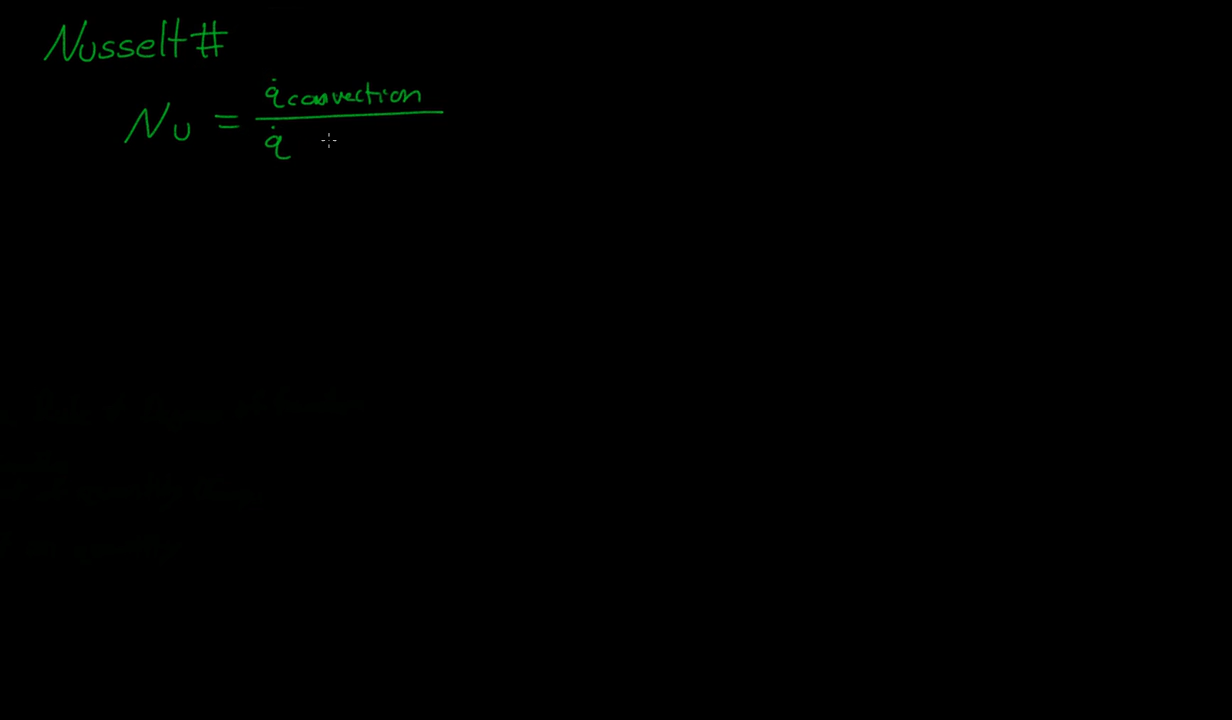 Nusselt #
Nu = q̇convection / q̇